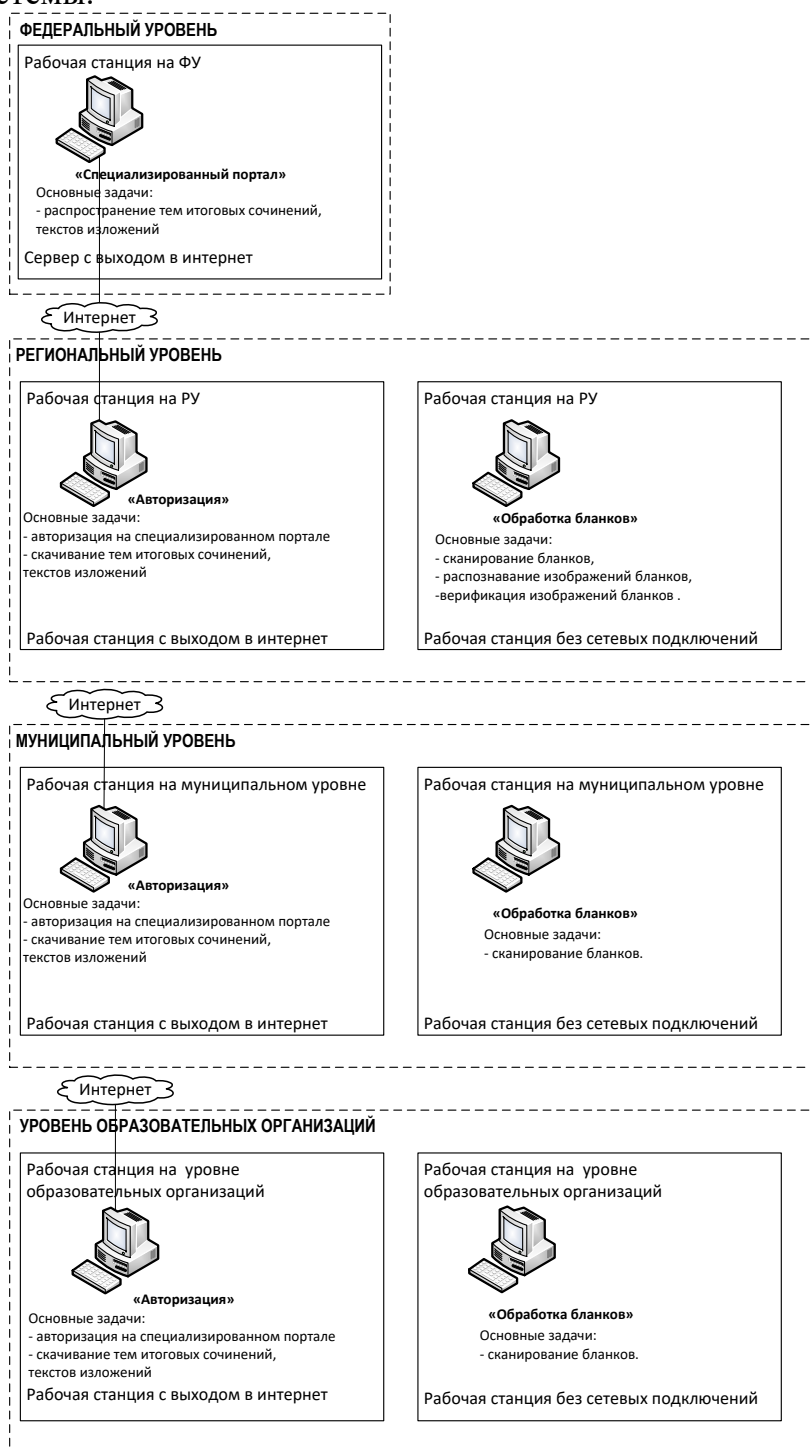 стемы:
ФЕДЕРАЛЬНЫЙ УРОВЕНЬ
Рабочая станция на ФУ
«Специализированный портал»
Основные задачи:
- распространение тем итоговых сочинений,
текстов изложений
Сервер с выходом в интернет
Интернет
РЕГИОНАЛЬНЫЙ УРОВЕНЬ
Рабочая станция на РУ
«Авторизация»
Основные задачи:
- авторизация на специализированном портале
- скачивание тем итоговых сочинений,
текстов изложений
Рабочая станция с выходом в интернет
Рабочая станция на РУ
«Обработка бланков»
Основные задачи:
- сканирование бланков,
- распознавание изображений бланков,
-верификация изображений бланков .
Рабочая станция без сетевых подключений
Интернет
МУНИЦИПАЛЬНЫЙ УРОВЕНЬ
Рабочая станция на муниципальном уровне
«Авторизация»
Основные задачи:
- авторизация на специализированном портале
- скачивание тем итоговых сочинений,
текстов изложений
Рабочая станция с выходом в интернет
Рабочая станция на муниципальном уровне
«Обработка бланков»
Основные задачи:
- сканирование бланков.
Рабочая станция без сетевых подключений
Интернет
УРОВЕНЬ ОБРАЗОВАТЕЛЬНЫХ ОРГАНИЗАЦИЙ
Рабочая станция на уровне
образовательных организаций
«Авторизация»
Основные задачи:
- авторизация на специализированном портале
- скачивание тем итоговых сочинений,
текстов изложений
Рабочая станция с выходом в интернет
Рабочая станция на уровне
образовательных организаций
«Обработка бланков»
Основные задачи:
- сканирование бланков.
Рабочая станция без сетевых подключений